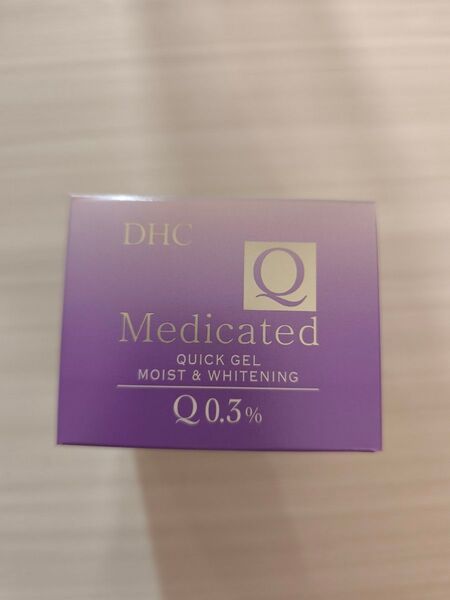 DHC
Q
Medicated
QUICK GEL
MOIST & WHITENING
Q 0.3%